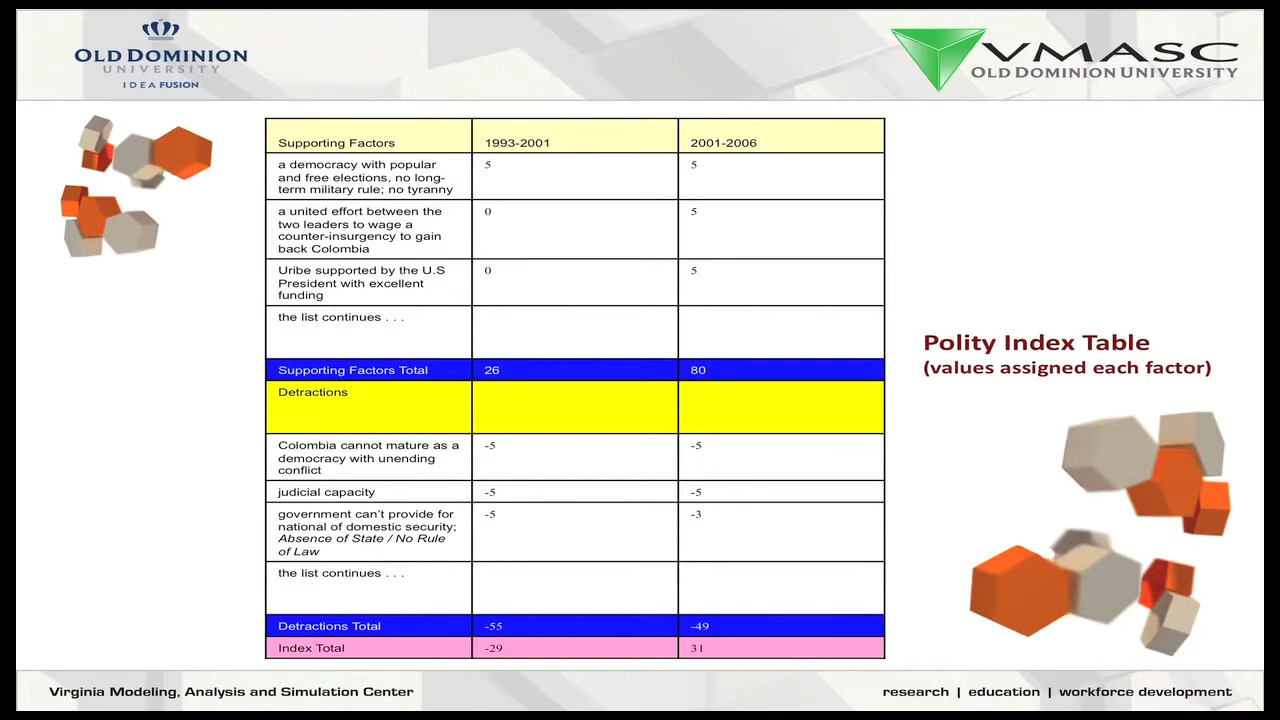 OLD DOMINION
UNIVERSITY
IDEA FUSION
VMASC
OLD DOMINION UNIVERSITY
Supporting Factors 1993-2001 2001-2006
a democracy with popular 5 5
and free elections, no long-
term military rule; no tyranny
a united effort between the 0 5
two leaders to wage a
counter-insurgency to gain
back Colombia
Uribe supported by the U.S 0 5
President with excellent
funding
the list continues . . .
Supporting Factors Total 26 80
Detractions
Colombia cannot mature as a -5 -5
democracy with unending
conflict
judicial capacity -5 -5
government can't provide for -5 -3
national of domestic security;
Absence of State / No Rule
of Law
the list continues . . .
Detractions Total -55 -49
Index Total -29 31
Polity Index Table
(values assigned each factor)
Virginia Modeling, Analysis and Simulation Center
research | education | workforce development